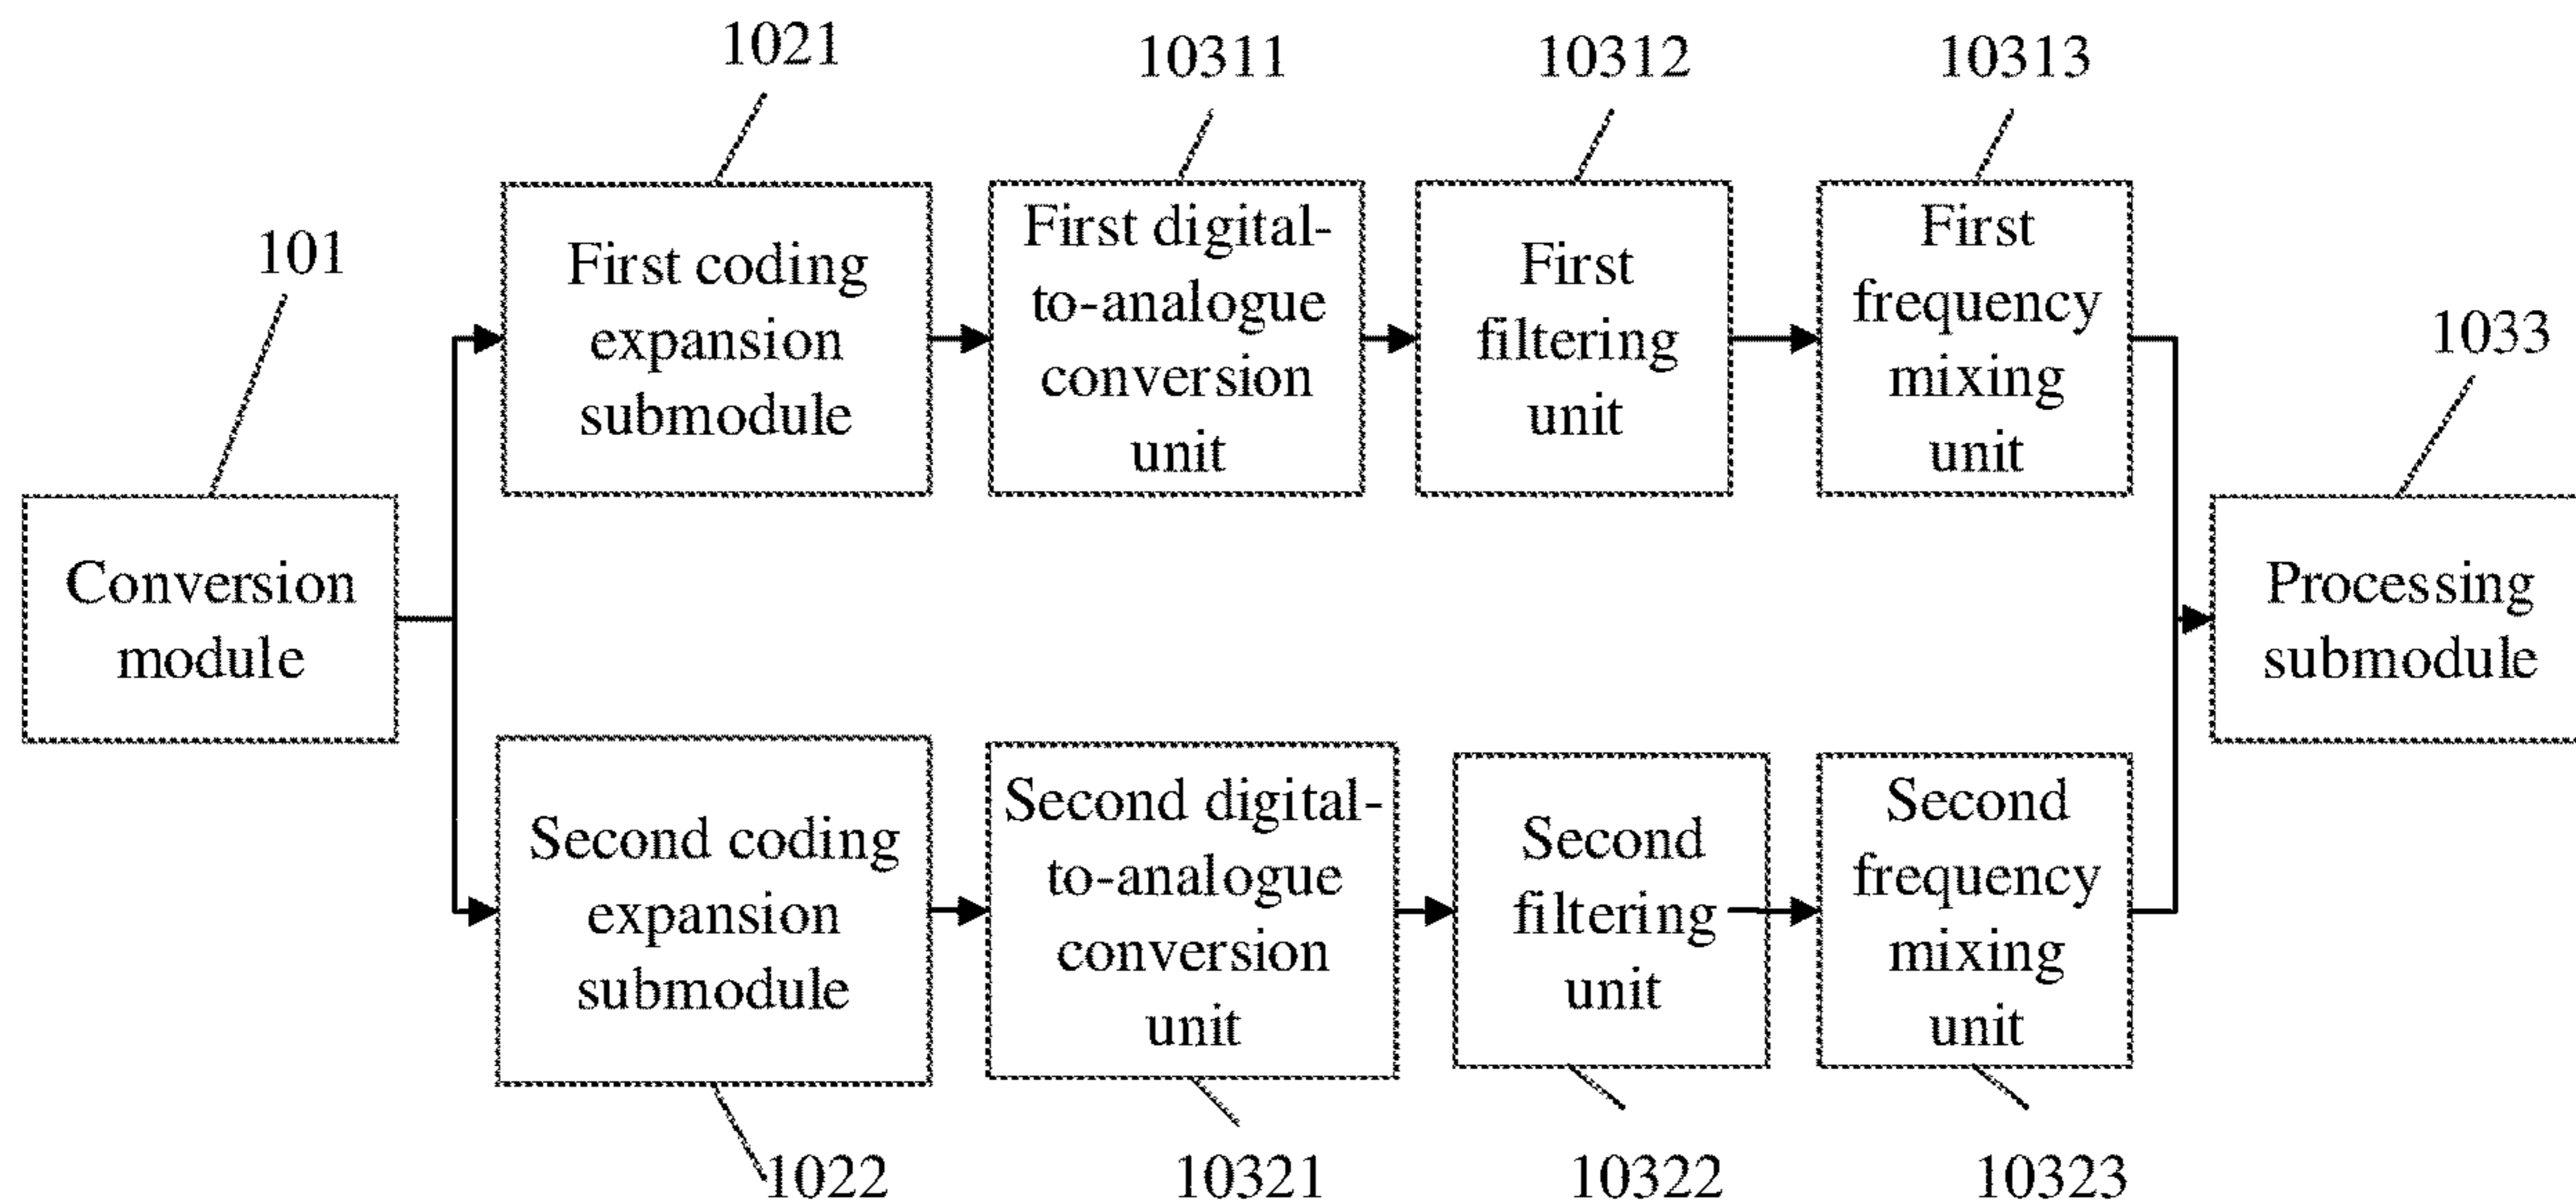 1021
10311
10312
10313
101
1033
First coding
expansion
submodule
First digital-
to-analogue
conversion
unit
First
filtering
unit
First
frequency
mixing
unit
Conversion
module
Processing
submodule
Second coding
expansion
submodule
Second digital-
to-analogue
conversion
unit
Second
filtering
unit
Second
frequency
mixing
unit
1022
10321
10322
10323